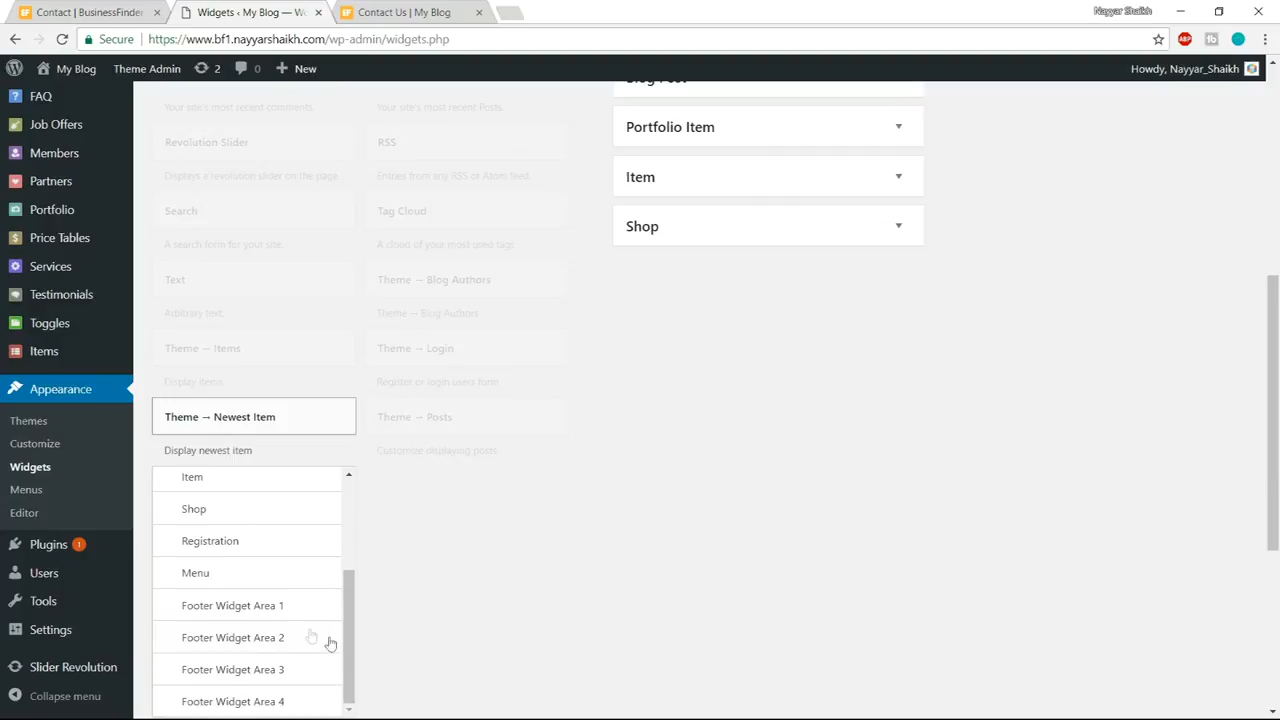 Contact | BusinessFinder
Widgets ‹ My Blog — Wo
Contact Us | My Blog
Nayyar Shaikh
Secure
https://www.bf1.nayyarshaikh.com/wp-admin/widgets.php
ABP
My Blog
Theme Admin
2
0
New
Howdy, Nayyar_Shaikh
FAQ
Job Offers
Members
Partners
Portfolio
Price Tables
Services
Testimonials
Toggles
Items
Appearance
Themes
Customize
Widgets
Menus
Editor
Plugins 1
Users
Tools
Settings
Slider Revolution
Collapse menu
Your site's most recent comments.
Your site's most recent Posts.
Revolution Slider
RSS
Displays a revolution slider on the page
Entries from any RSS or Atom feed.
Search
Tag Cloud
A search form for your site.
A cloud of your most used tags.
Text
Theme → Blog Authors
Arbitrary text.
Theme → Blog Authors
Theme → Items
Theme → Login
Display items
Register or login users form
Theme → Newest Item
Theme → Posts
Display newest item
Customize displaying posts
Item
Shop
Registration
Menu
Footer Widget Area 1
Footer Widget Area 2
Footer Widget Area 3
Footer Widget Area 4
Blog Post
Portfolio Item
Item
Shop